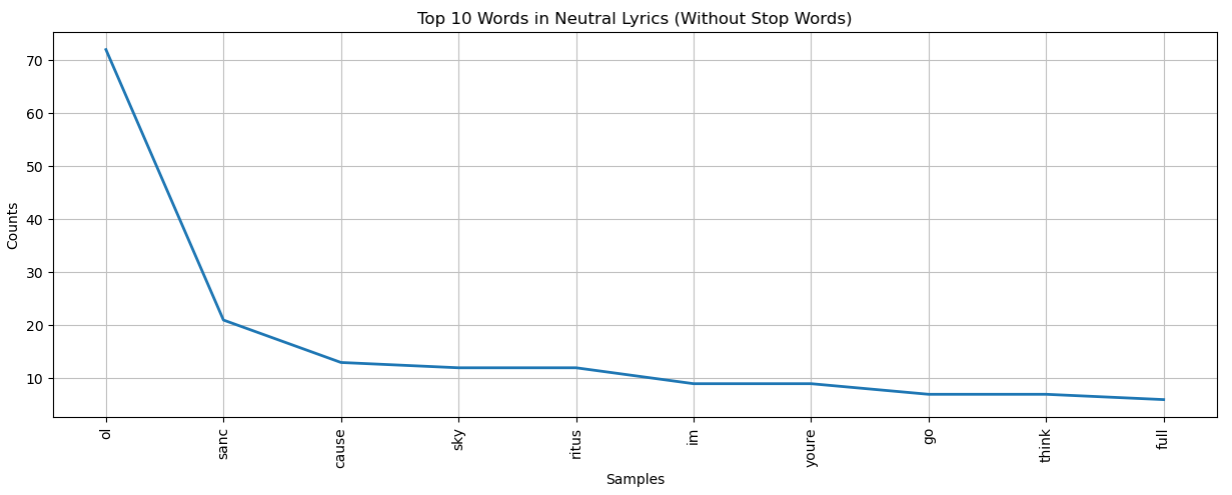 Top 10 Words in Neutral Lyrics (Without Stop Words)
Counts
70
60
50
40
30
20
10
ol
sanc
cause
sky
ritus
im
youre
go
think
full
Samples